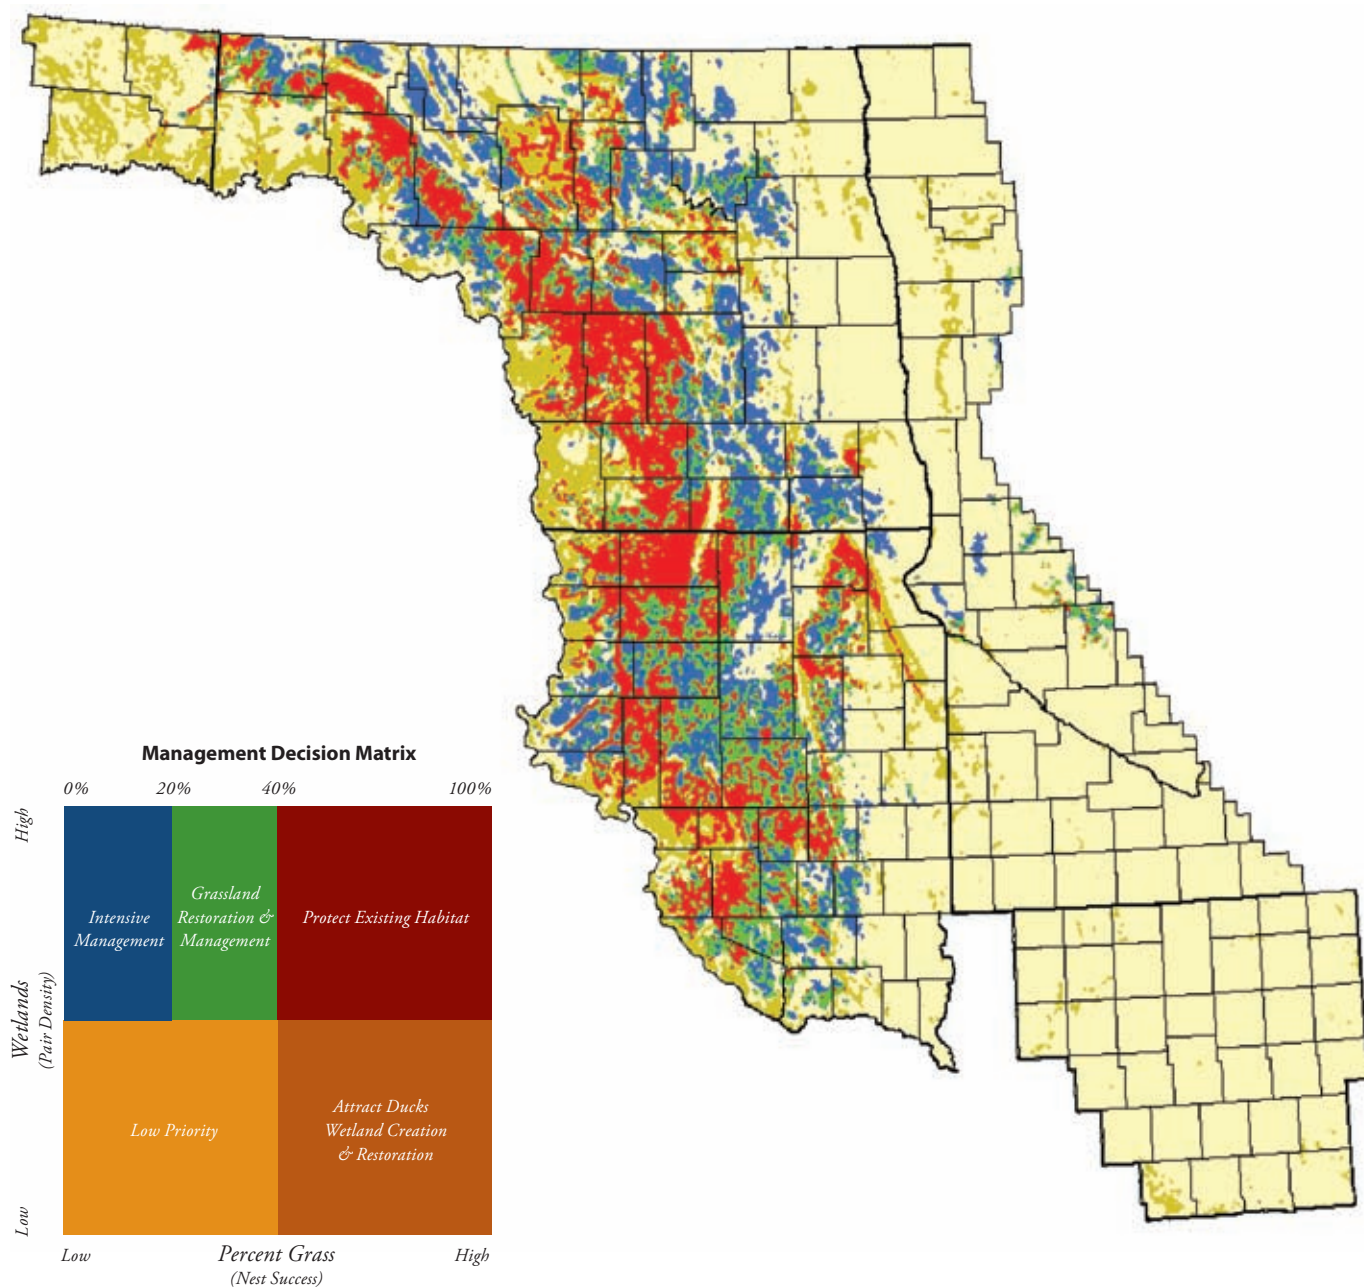 Management Decision Matrix
0% 20% 40% 100%
High
Intensive
Management
Grassland
Restoration &
Management
Protect Existing Habitat
Wetlands
(Pair Density)
Low Priority
Attract Ducks
Wetland Creation
& Restoration
Low
Low Percent Grass High
(Nest Success)